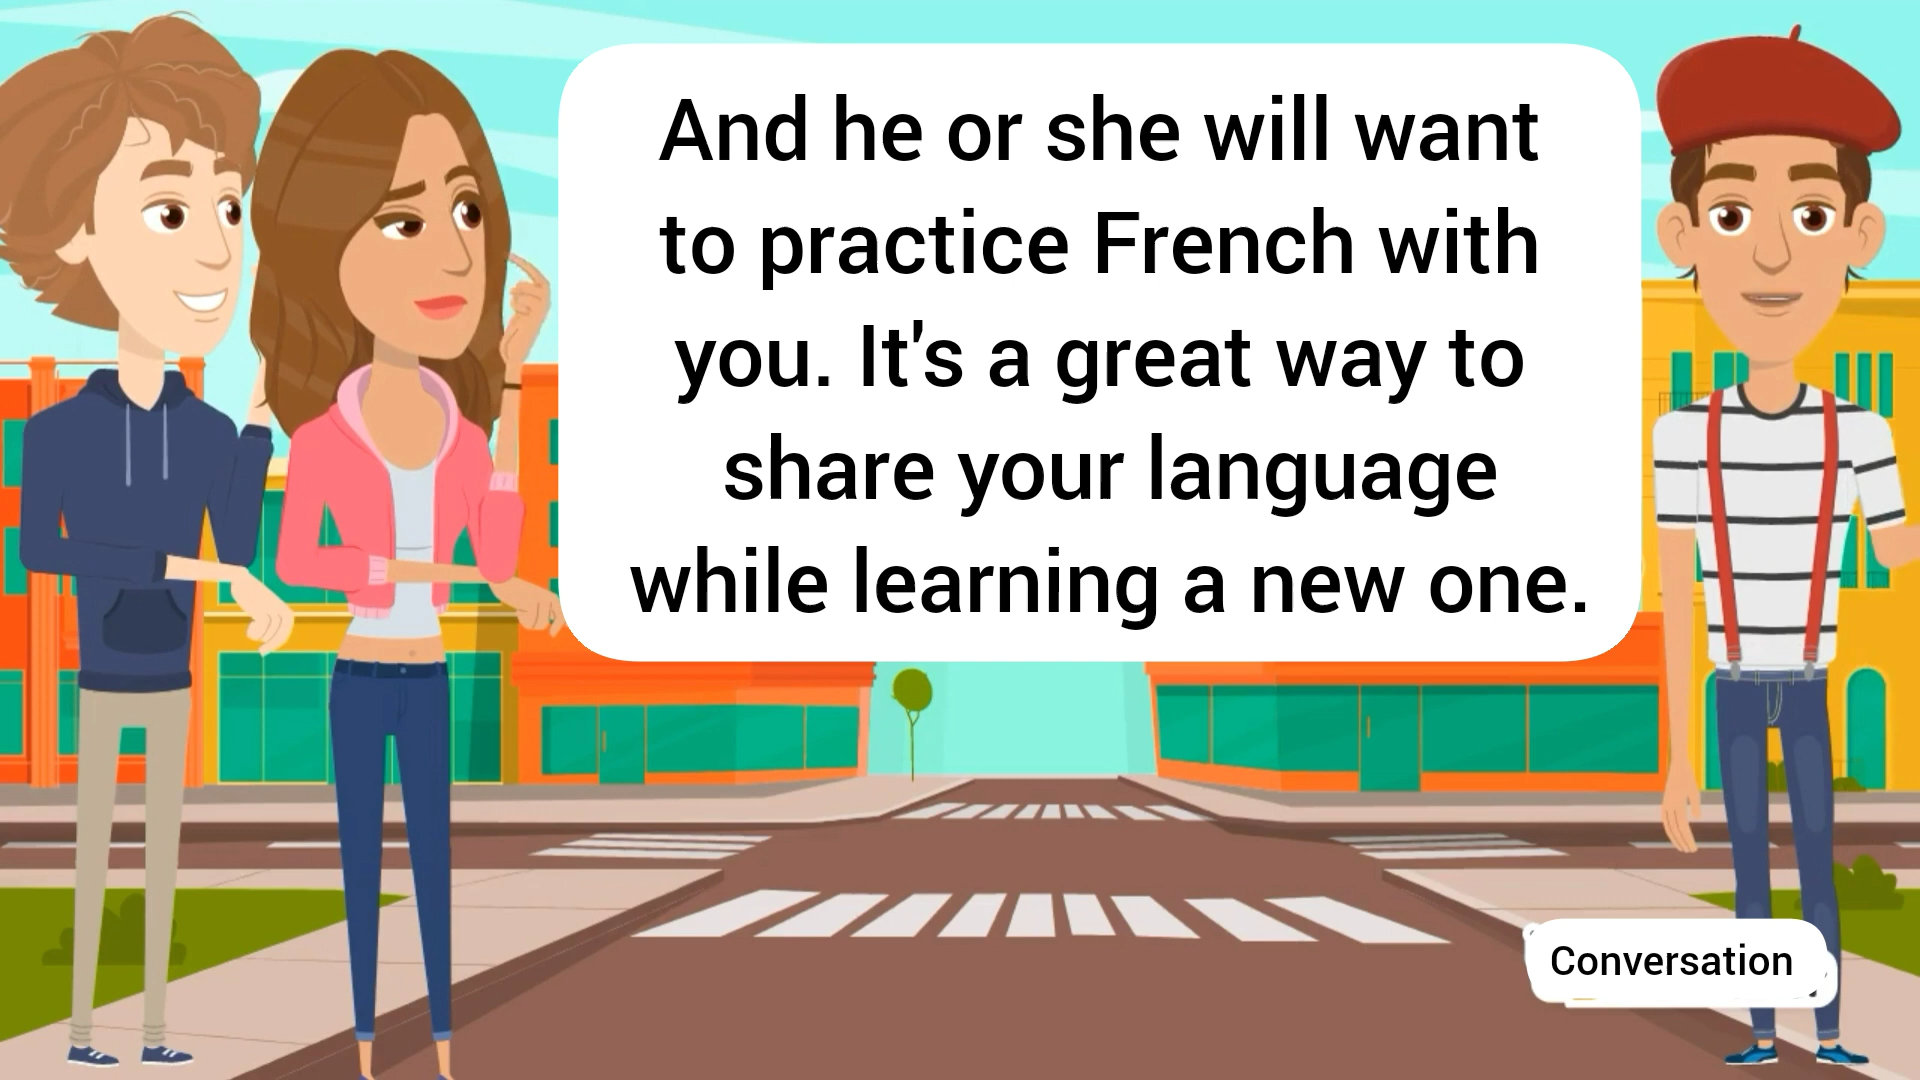 And he or she will want
to practice French with
you. It's a great way to
share your language
while learning a new one.
Conversation